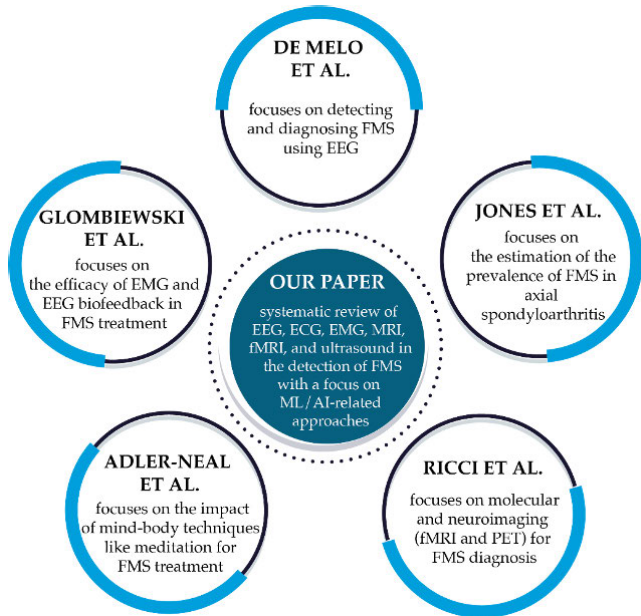 DE MELO
ET AL.
focuses on detecting
and diagnosing FMS
using EEG
GLOMBIEWSKI
ET AL.
focuses on
the efficacy of EMG and
EEG biofeedback in
FMS treatment
JONES ET AL.
focuses on
the estimation of the
prevalence of FMS in
axial
spondyloarthritis
OUR PAPER
systematic review of
EEG, ECG, EMG, MRI,
fMRI, and ultrasound in
the detection of FMS
with a focus on
ML/AI-related
approaches
ADLER-NEAL
ET AL.
focuses on the impact
of mind-body techniques
like meditation for
FMS treatment
RICCI ET AL.
focuses on molecular
and neuroimaging
(fMRI and PET) for
FMS diagnosis